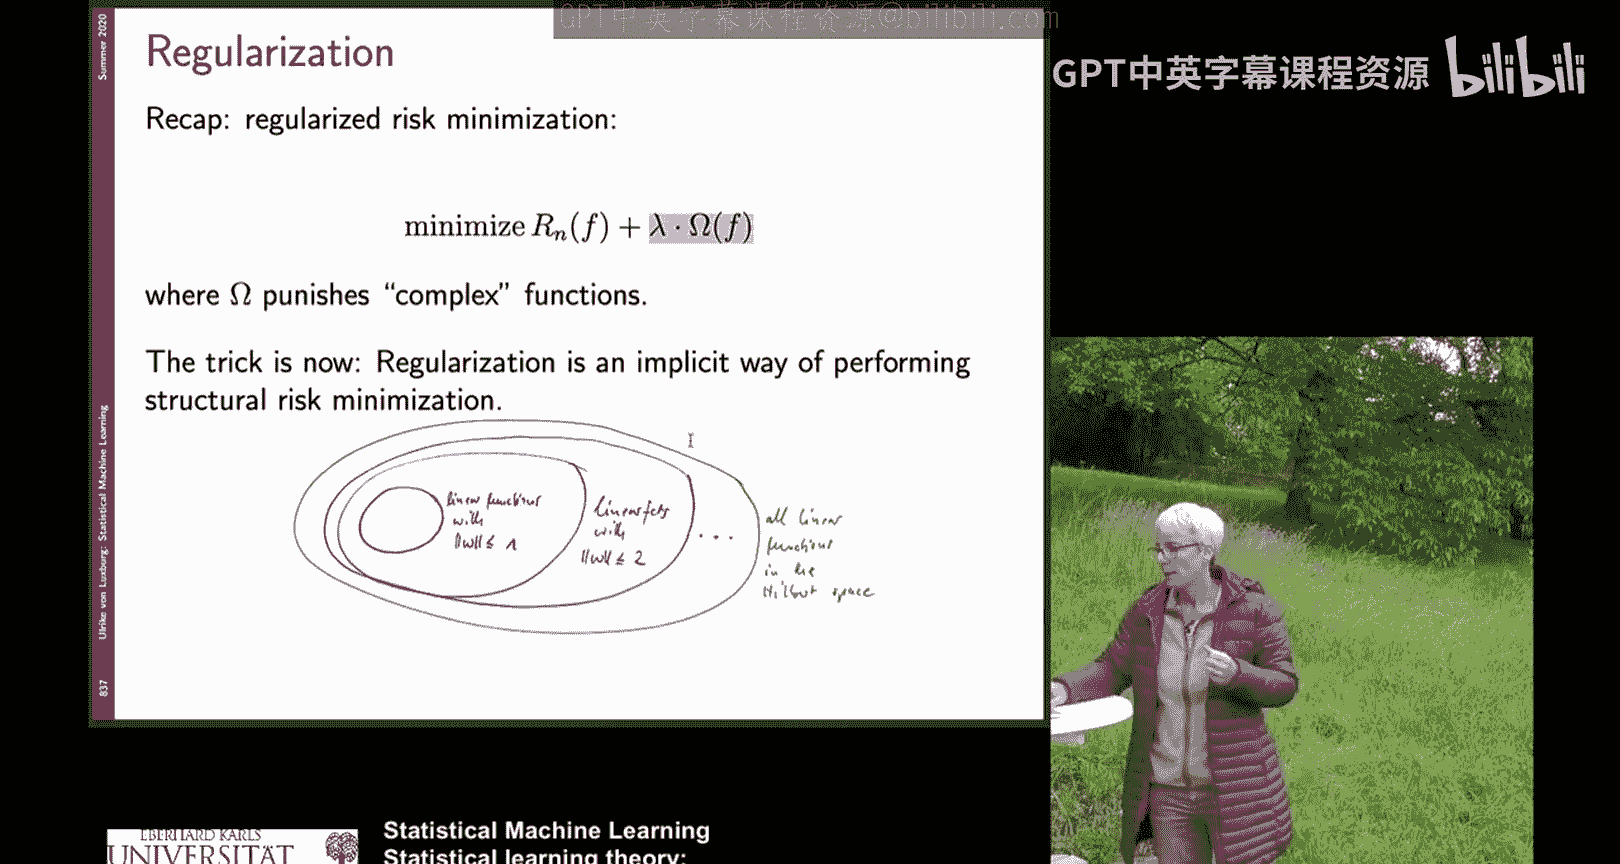 GPT中英字幕课程资源@bilibili.com
GPT中英字幕课程资源 bilibili
Summer 2020
Ulrike von Luxburg: Statistical Machine Learning
837
Regularization
Recap: regularized risk minimization:
minimize Rₙ(f) + λ · Ω(f)
where Ω punishes “complex” functions.
The trick is now: Regularization is an implicit way of performing
structural risk minimization.
linear functions
with
||w|| ≤ 1
linear fcts
with
||w|| ≤ 2
...
all linear
functions
in the
Hilbert space
EBERHARD KARLS
UNIVERSITÄT
Statistical Machine Learning
Statistical learning theory: